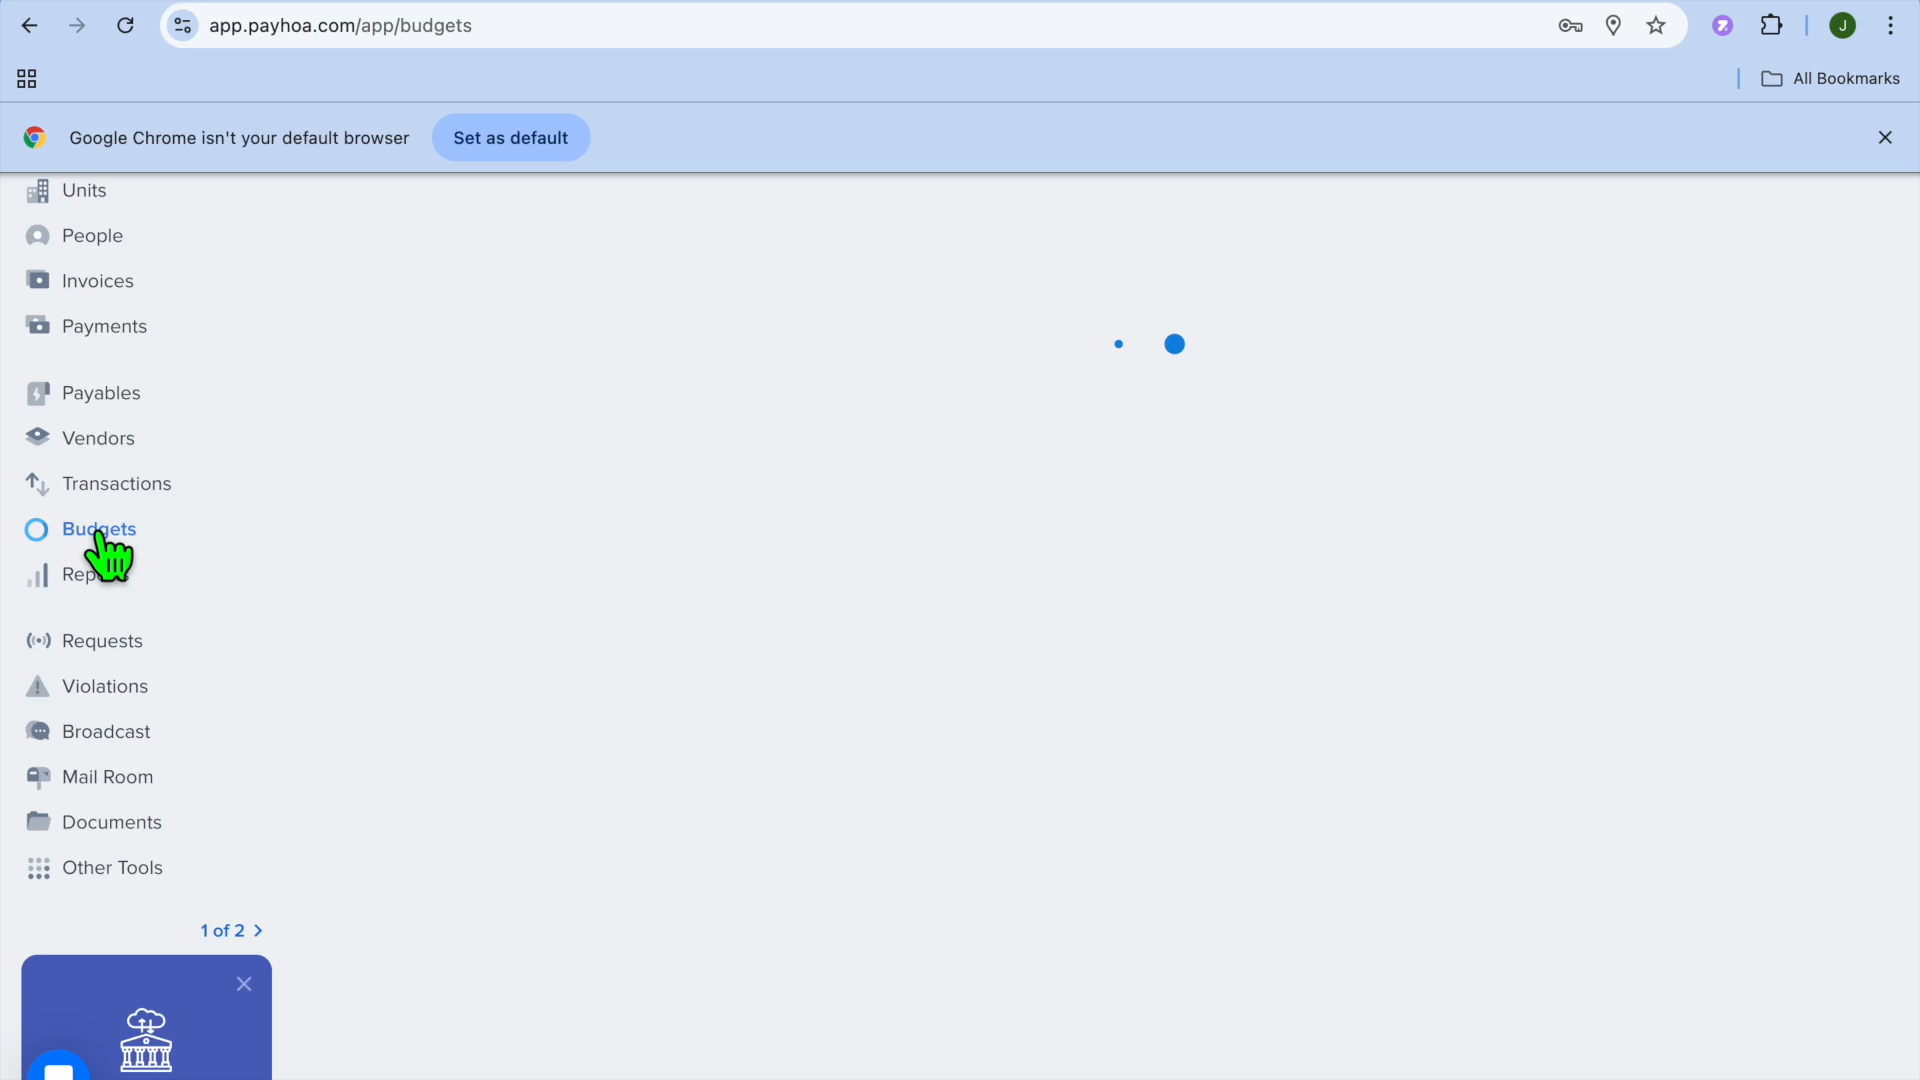 app.payhoa.com/app/budgets
J
All Bookmarks
Google Chrome isn't your default browser
Set as default
Units
People
Invoices
Payments
Payables
Vendors
Transactions
Budgets
Requests
Violations
Broadcast
Mail Room
Documents
Other Tools
1 of 2